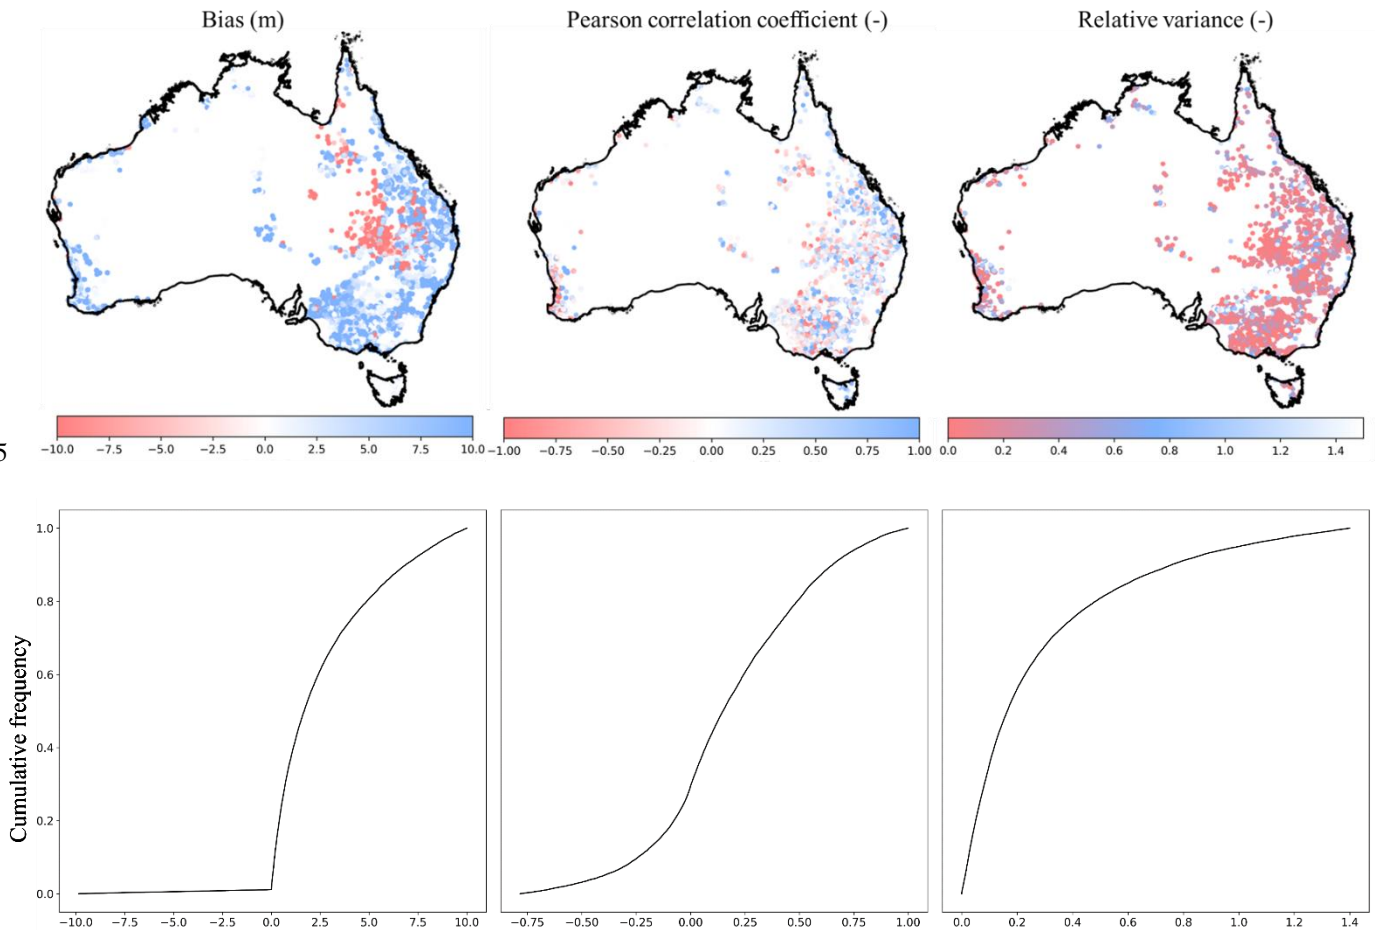 Bias (m) Pearson correlation coefficient (-) Relative variance (-)
−10.0 −7.5 −5.0 −2.5 0.0 2.5 5.0 7.5 10.0 −1.00 −0.75 −0.50 −0.25 0.00 0.25 0.50 0.75 1.00 0.0 0.2 0.4 0.6 0.8 1.0 1.2 1.4
5
Cumulative frequency
1.0
0.8
0.6
0.4
0.2
0.0
−10.0 −7.5 −5.0 −2.5 0.0 2.5 5.0 7.5 10.0 −0.75 −0.50 −0.25 0.00 0.25 0.50 0.75 1.00 0.0 0.2 0.4 0.6 0.8 1.0 1.2 1.4